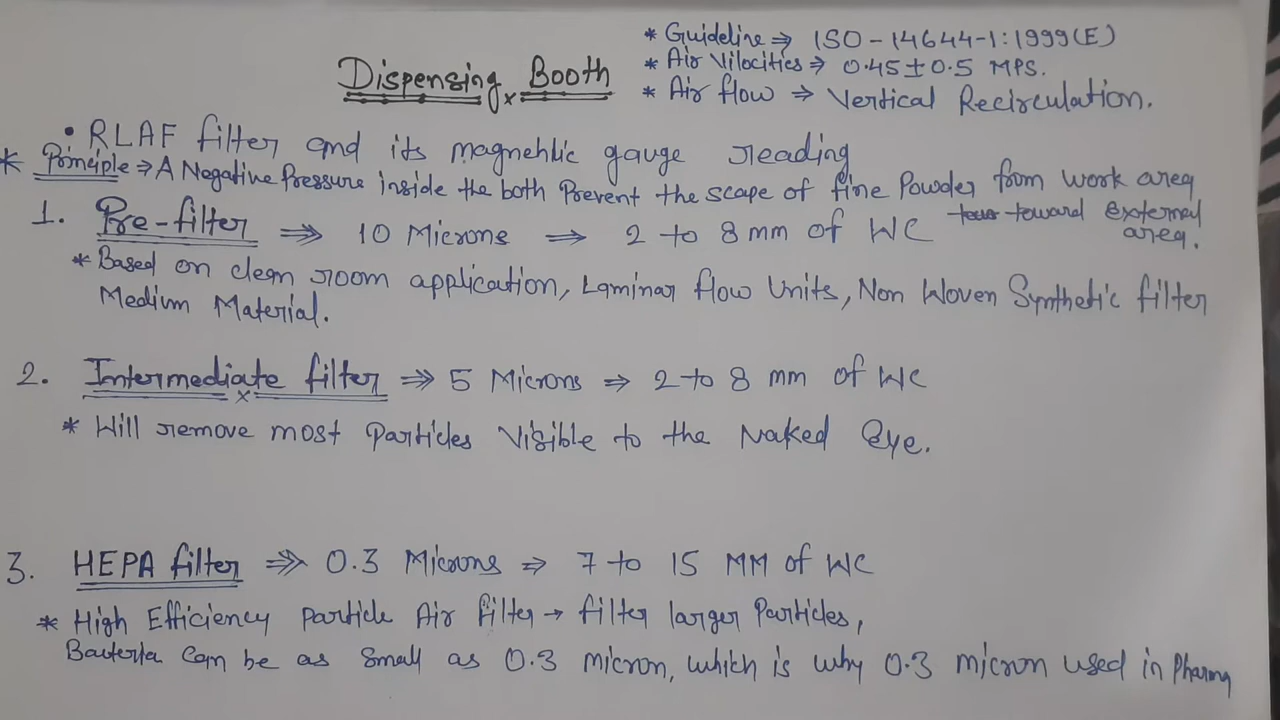 * Guideline ⇒ ISO-14644-1:1999(E)
Dispensing Booth
* Air Vilocities ⇒ 0.45±0.5 MPS.
* Air flow ⇒ Vertical Recirculation.
• RLAF filter and its magnehlic gauge reading
* Principle ⇒ A Negative Pressure inside the both Prevent the scape of fine Powder from work area
toward External
area.
1. Pre-filter ⇒ 10 Microns ⇒ 2 to 8 mm of WC
* Based on clean room application, Laminar flow Units, Non Woven Synthetic filter
Medium Material.
2. Intermediate filter ⇒ 5 Microns ⇒ 2 to 8 mm of WC
* Will remove most Particles Visible to the Naked Eye.
3. HEPA filter ⇒ 0.3 Microns ⇒ 7 to 15 MM of WC
* High Efficiency Particle Air Filter → filter larger Particles,
Bacteria Can be as Small as 0.3 micron, which is why 0.3 micron used in Pharma